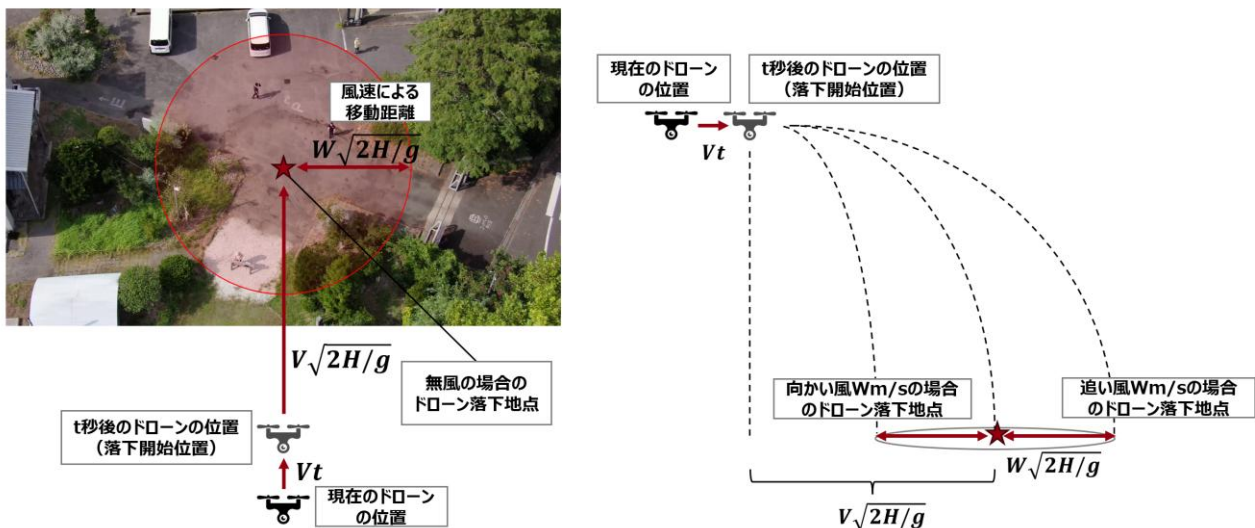 風速による
移動距離
W√2H/g
V√2H/g
無風の場合の
ドローン落下地点
t秒後のドローンの位置
（落下開始位置）
Vt
現在のドローン
の位置
現在のドローン
の位置
t秒後のドローンの位置
（落下開始位置）
Vt
向かい風Wm/sの場合
のドローン落下地点
追い風Wm/sの場合
のドローン落下地点
W√2H/g
V√2H/g